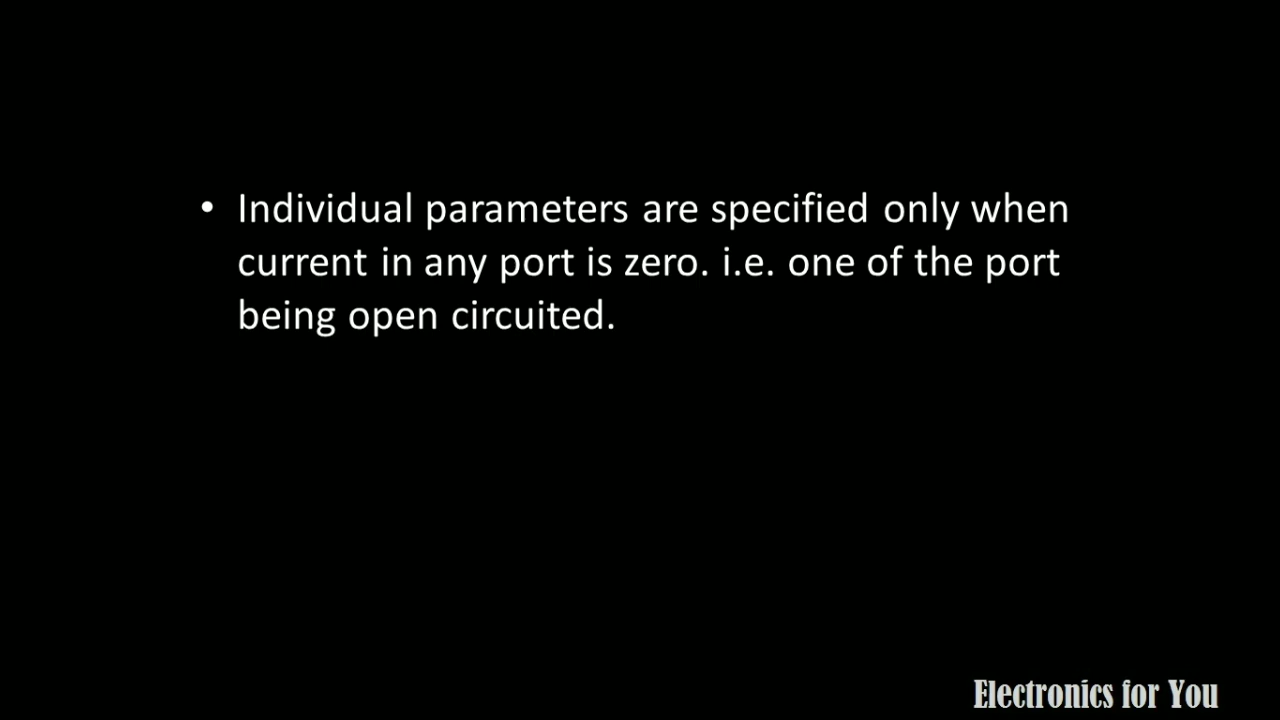 • Individual parameters are specified only when
current in any port is zero. i.e. one of the port
being open circuited.
Electronics for You